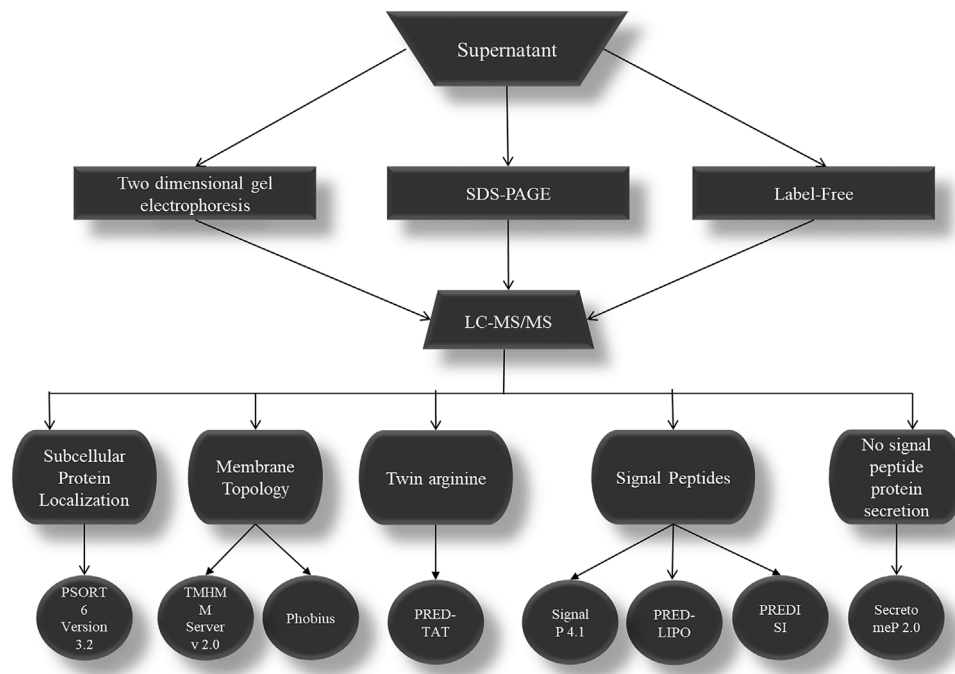 Supernatant
Two dimensional gel
electrophoresis
SDS-PAGE
Label-Free
LC-MS/MS
Subcellular
Protein
Localization
Membrane
Topology
Twin arginine
Signal Peptides
No signal
peptide
protein
secretion
PSORT
6
Version
3.2
TMHM
M
Server
v 2.0
Phobius
PRED-
TAT
Signal
P 4.1
PRED-
LIPO
PREDI
SI
Secreto
meP 2.0